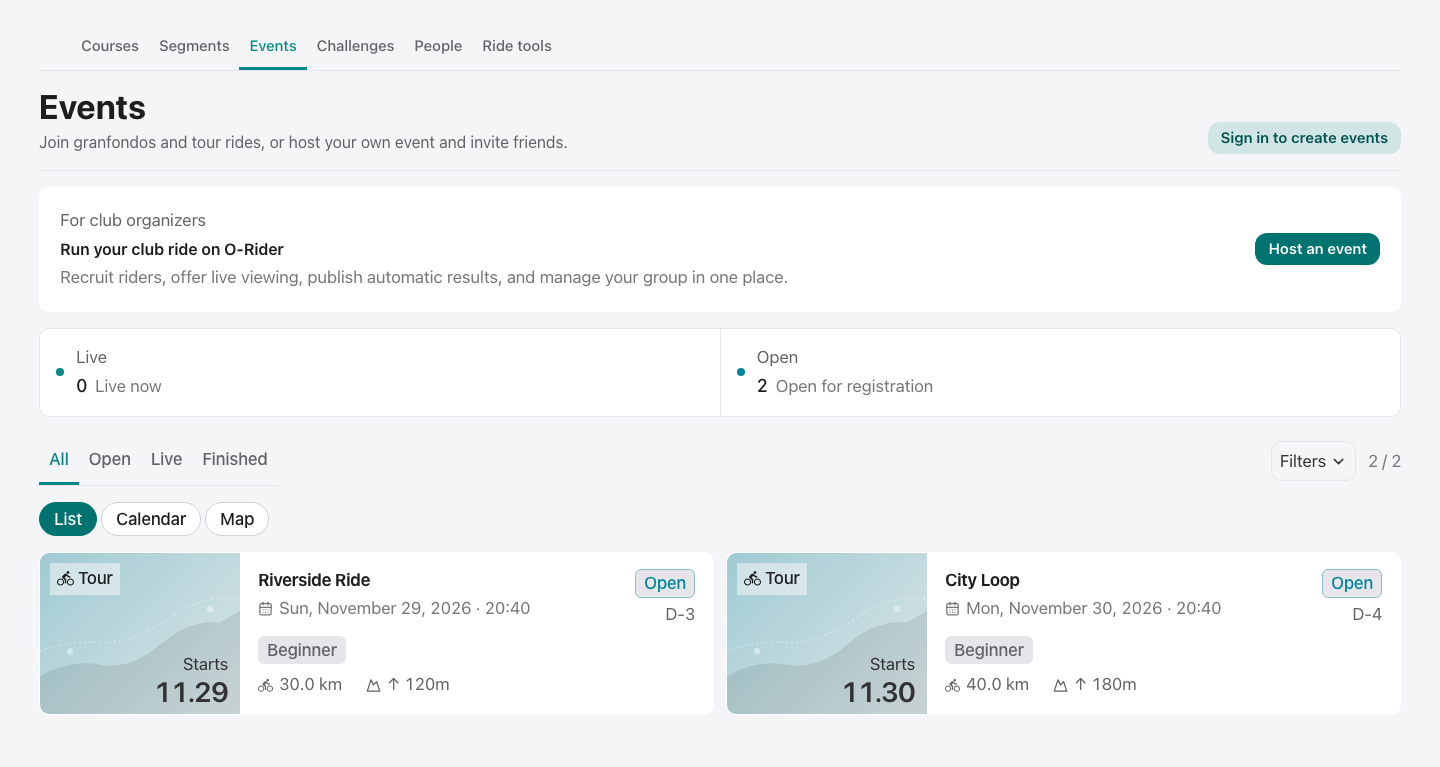 Courses Segments Events Challenges People Ride tools
Events
Join granfondos and tour rides, or host your own event and invite friends.
Sign in to create events
For club organizers
Run your club ride on O-Rider
Recruit riders, offer live viewing, publish automatic results, and manage your group in one place.
Host an event
Live
0 Live now
Open
2 Open for registration
All Open Live Finished
Filters 2 / 2
List Calendar Map
Tour
Starts
11.29
Riverside Ride
Sun, November 29, 2026 · 20:40
Beginner
30.0 km ↑ 120m
Open
D-3
Tour
Starts
11.30
City Loop
Mon, November 30, 2026 · 20:40
Beginner
40.0 km ↑ 180m
Open
D-4